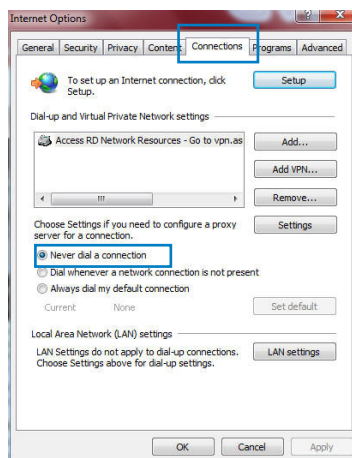 Internet Options
General Security Privacy Content Connections Programs Advanced
To set up an Internet connection, click
Setup.
Setup
Dial-up and Virtual Private Network settings
Access RD Network Resources - Go to vpn.as
Add...
Add VPN...
Remove...
Choose Settings if you need to configure a proxy
server for a connection.
Settings
Never dial a connection
Dial whenever a network connection is not present
Always dial my default connection
Current None
Set default
Local Area Network (LAN) settings
LAN Settings do not apply to dial-up connections.
Choose Settings above for dial-up settings.
LAN settings
OK Cancel Apply